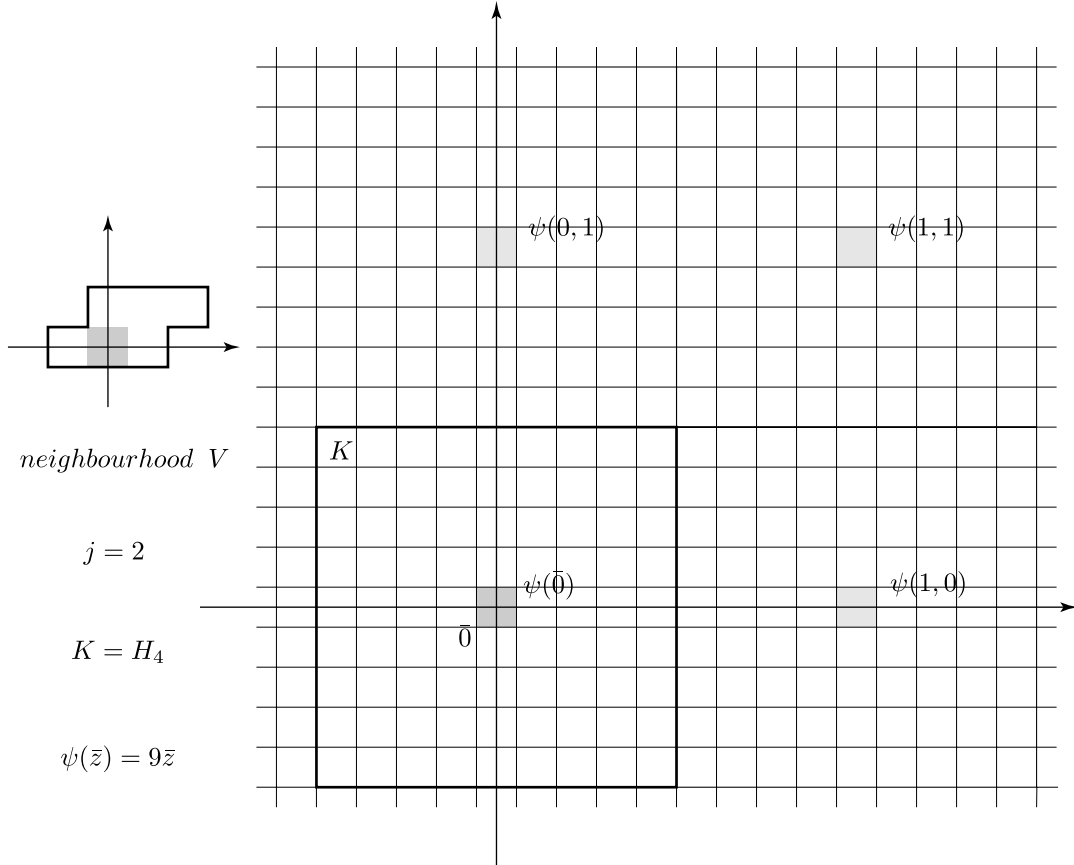 ψ(0, 1)
ψ(1, 1)
K
neighbourhood V
j = 2
ψ(0̄)
ψ(1, 0)
0̄
K = H₄
ψ(z̄) = 9z̄